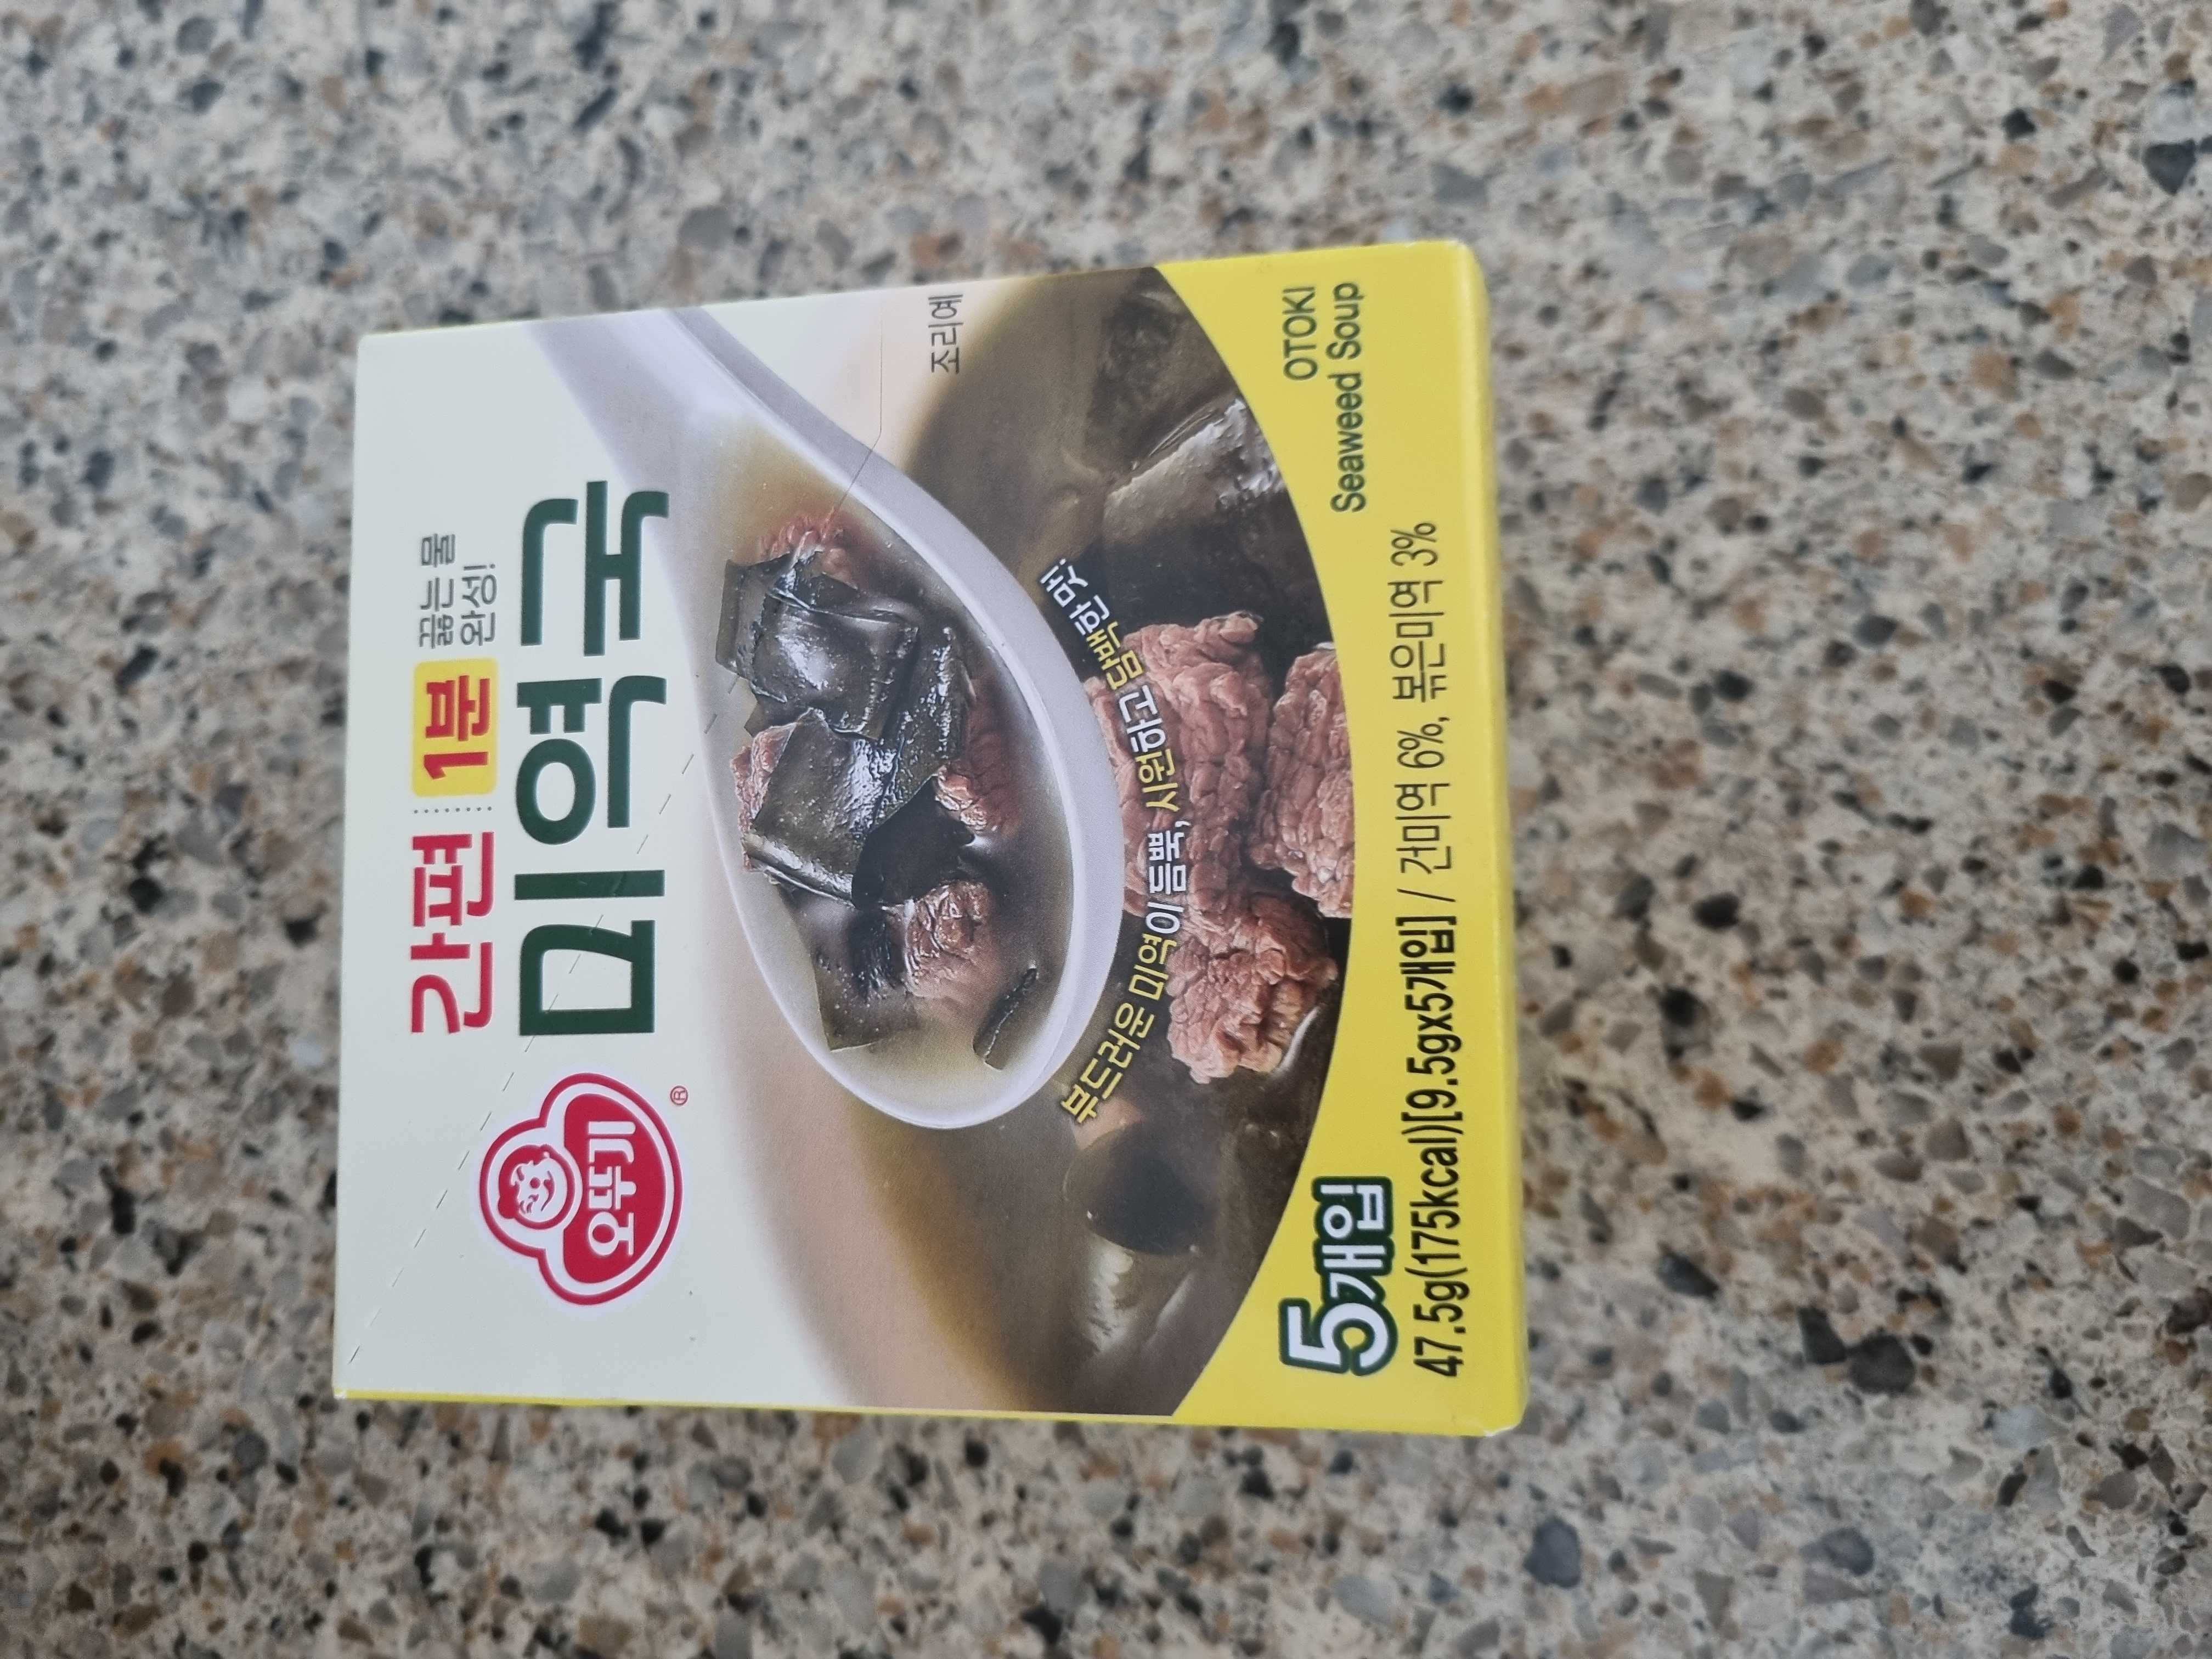 오뚜기
®
간편 1분 끓는 물
완성!
미역국
조리예
부드러운 미역이 듬뿍, 시원하고 담백한 맛!
OTOKI
Seaweed Soup
5개입
47.5g(175kcal)[9.5gx5개입] / 건미역 6%, 볶은미역 3%